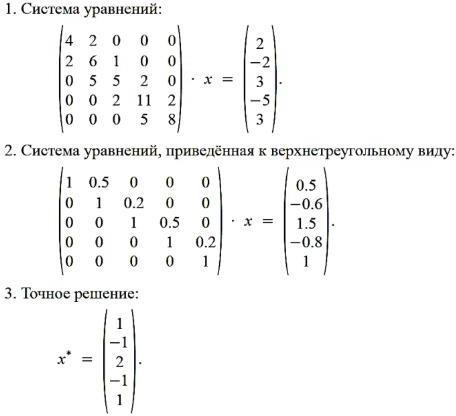 1. Система уравнений:
4 2 0 0 0
2 6 1 0 0
0 5 5 2 0
0 0 2 11 2
0 0 0 5 8
· x =
2
−2
3
−5
3
.
2. Система уравнений, приведённая к верхнетреугольному виду:
1 0.5 0 0 0
0 1 0.2 0 0
0 0 1 0.5 0
0 0 0 1 0.2
0 0 0 0 1
· x =
0.5
−0.6
1.5
−0.8
1
.
3. Точное решение:
x* =
1
−1
2
−1
1
.